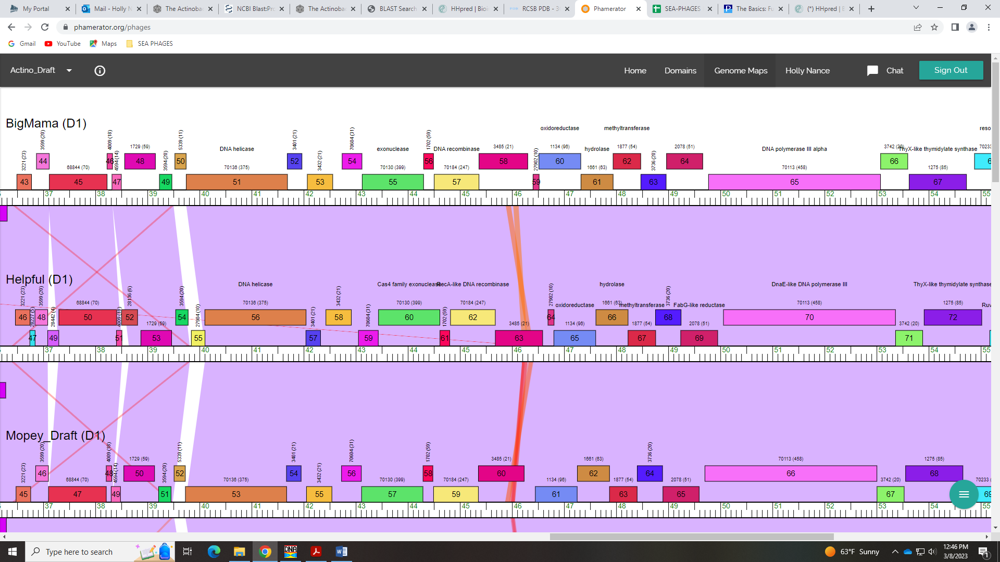 My Portal
Mail - Holly N
The Actinoba
NCBI Blast:Pro
The Actinoba
BLAST Search
HHpred | Bioi
RCSB PDB - 3
Phamerator
SEA-PHAGES
The Basics: Fu
(*) HHpred | B
phamerator.org/phages
Gmail
YouTube
Maps
SEA PHAGES
Actino_Draft
Home
Domains
Genome Maps
Holly Nance
Chat
Sign Out
BigMama (D1)
oxidoreductase methyltransferase reso
DNA helicase exonuclease DNA recombinase hydrolase DNA polymerase III alpha ThyX-like thymidylate synthase
3599 (20) 4009 (18) 1729 (59) 5339 (11) 3401 (21) 70604 (31) 1702 (59) 3485 (21) 1134 (96) 1877 (54) 2078 (51) 3742 (20) 70233
44 46 48 50 52 54 56 58 60 62 64 66
3221 (23) 68844 (70) 4594 (14) 3594 (20) 70136 (375) 3432 (21) 70130 (399) 70184 (247) 27902 (10) 1661 (63) 3736 (20) 70113 (458) 1275 (85)
43 45 47 49 51 53 55 57 59 61 63 65 67
37 38 39 40 41 42 43 44 45 46 47 48 49 50 51 52 53 54 55
Helpful (D1)
DNA helicase Cas4 family exonuclease RecA-like DNA recombinase hydrolase DnaE-like DNA polymerase III ThyX-like thymidylate synthase
oxidoreductase methyltransferase FabG-like reductase Ruv
3221 (23) 3599 (20) 68844 (70) 28136 (6) 3594 (20) 70136 (375) 3432 (21) 70130 (399) 70184 (247) 27902 (10) 1661 (63) 3736 (20) 70113 (458) 1275 (85)
46 48 50 52 54 56 58 60 62 64 66 68 70 72
28227 (5) 28442 (4) 4009 (18) 1729 (59) 27904 (10) 3401 (21) 70604 (31) 1702 (59) 3485 (21) 1134 (96) 1877 (54) 2078 (51) 3742 (20)
47 49 51 53 55 57 59 61 63 65 67 69 71
37 38 39 40 41 42 43 44 45 46 47 48 49 50 51 52 53 54 55
Mopey_Draft (D1)
3599 (20) 4009 (18) 1729 (59) 5339 (11) 3401 (21) 70604 (31) 1702 (59) 3485 (21) 1661 (63) 3736 (20) 70113 (458) 1275 (85)
46 48 50 52 54 56 58 60 62 64 66 68
3221 (23) 68844 (70) 4594 (14) 3594 (20) 70136 (375) 3432 (21) 70130 (399) 70184 (247) 1134 (96) 1877 (54) 2078 (51) 3742 (20) 70233
45 47 49 51 53 55 57 59 61 63 65 67 69
37 38 39 40 41 42 43 44 45 46 47 48 49 50 51 52 53 54 55
Type here to search
DNA
63°F Sunny
12:46 PM
3/8/2023
1